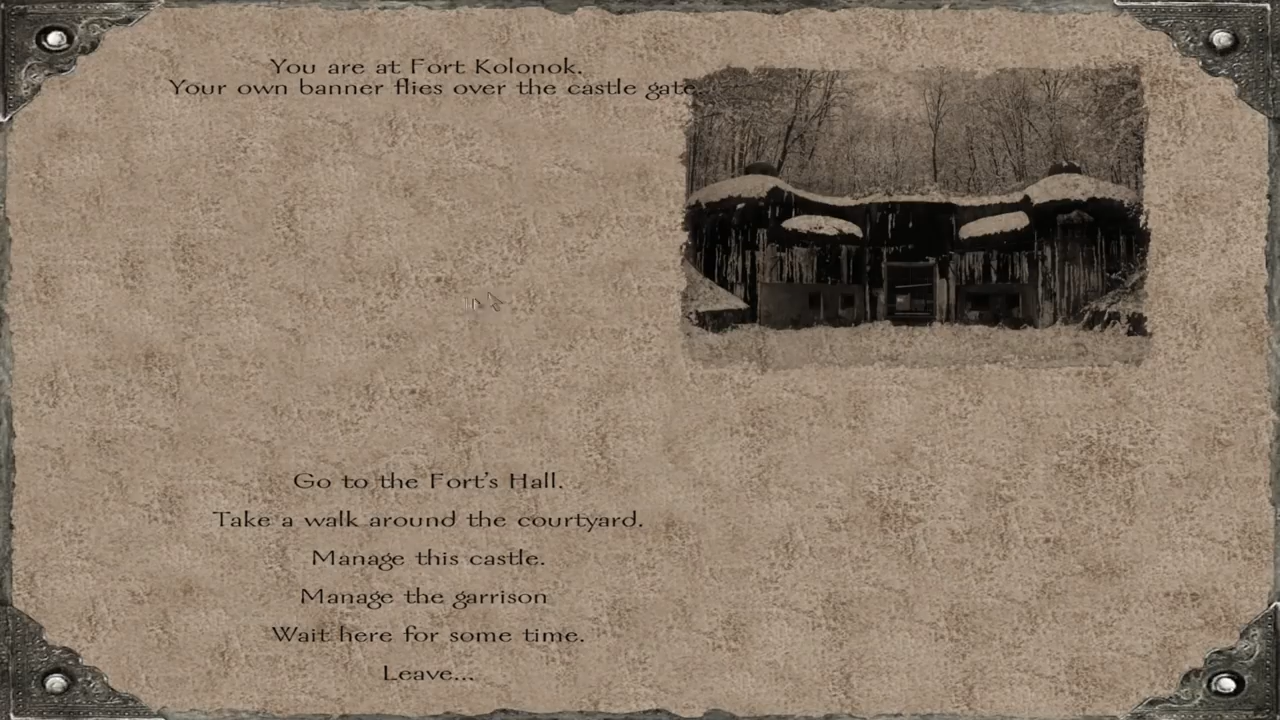 You are at Fort Kolonok.
Your own banner flies over the castle gate.
Go to the Fort's Hall.
Take a walk around the courtyard.
Manage this castle.
Manage the garrison
Wait here for some time.
Leave...